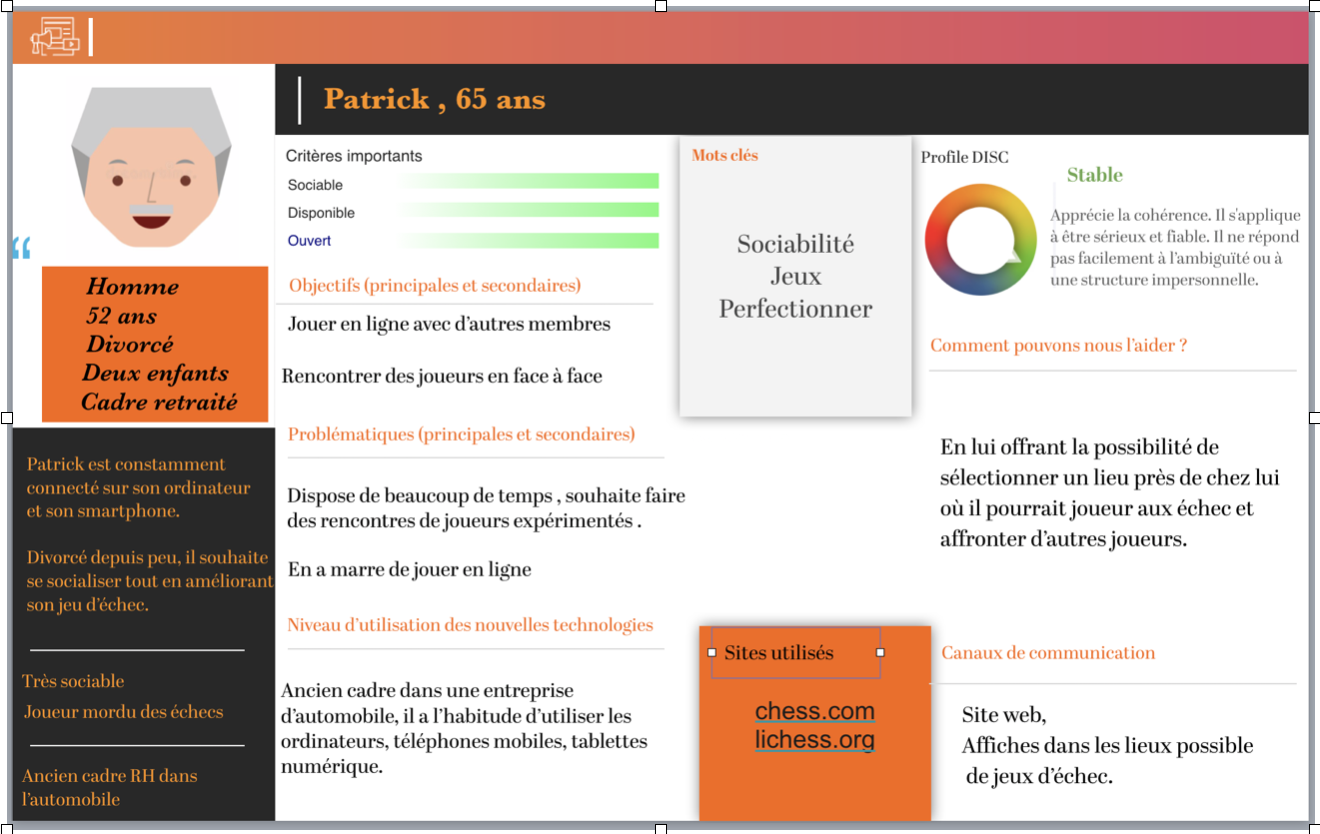 Patrick , 65 ans
“
Homme
52 ans
Divorcé
Deux enfants
Cadre retraité
Patrick est constamment
connecté sur son ordinateur
et son smartphone.
Divorcé depuis peu, il souhaite
se socialiser tout en améliorant
son jeu d’échec.
Très sociable
Joueur mordu des échecs
Ancien cadre RH dans
l’automobile
Critères importants
Sociable
Disponible
Ouvert
Objectifs (principales et secondaires)
Jouer en ligne avec d’autres membres
Rencontrer des joueurs en face à face
Problématiques (principales et secondaires)
Dispose de beaucoup de temps , souhaite faire
des rencontres de joueurs expérimentés .
En a marre de jouer en ligne
Niveau d’utilisation des nouvelles technologies
Ancien cadre dans une entreprise
d’automobile, il a l’habitude d’utiliser les
ordinateurs, téléphones mobiles, tablettes
numérique.
Mots clés
Sociabilité
Jeux
Perfectionner
Sites utilisés
chess.com
lichess.org
Profile DISC
Stable
Apprécie la cohérence. Il s'applique
à être sérieux et fiable. Il ne répond
pas facilement à l’ambiguïté ou à
une structure impersonnelle.
Comment pouvons nous l’aider ?
En lui offrant la possibilité de
sélectionner un lieu près de chez lui
où il pourrait joueur aux échec et
affronter d’autres joueurs.
Canaux de communication
Site web,
Affiches dans les lieux possible
de jeux d’échec.